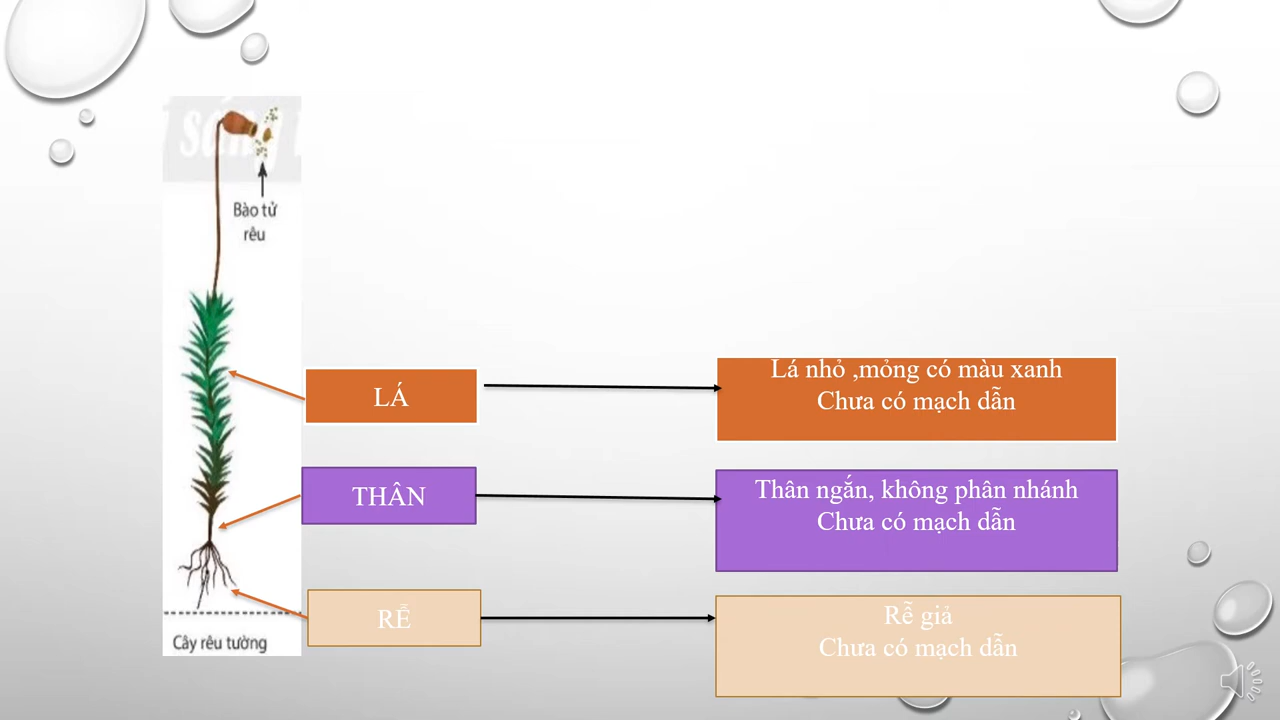 sáng t
Bào tử
rêu
LÁ
Lá nhỏ ,mỏng có màu xanh
Chưa có mạch dẫn
THÂN
Thân ngắn, không phân nhánh
Chưa có mạch dẫn
RỄ
Rễ giả
Chưa có mạch dẫn
Cây rêu tường